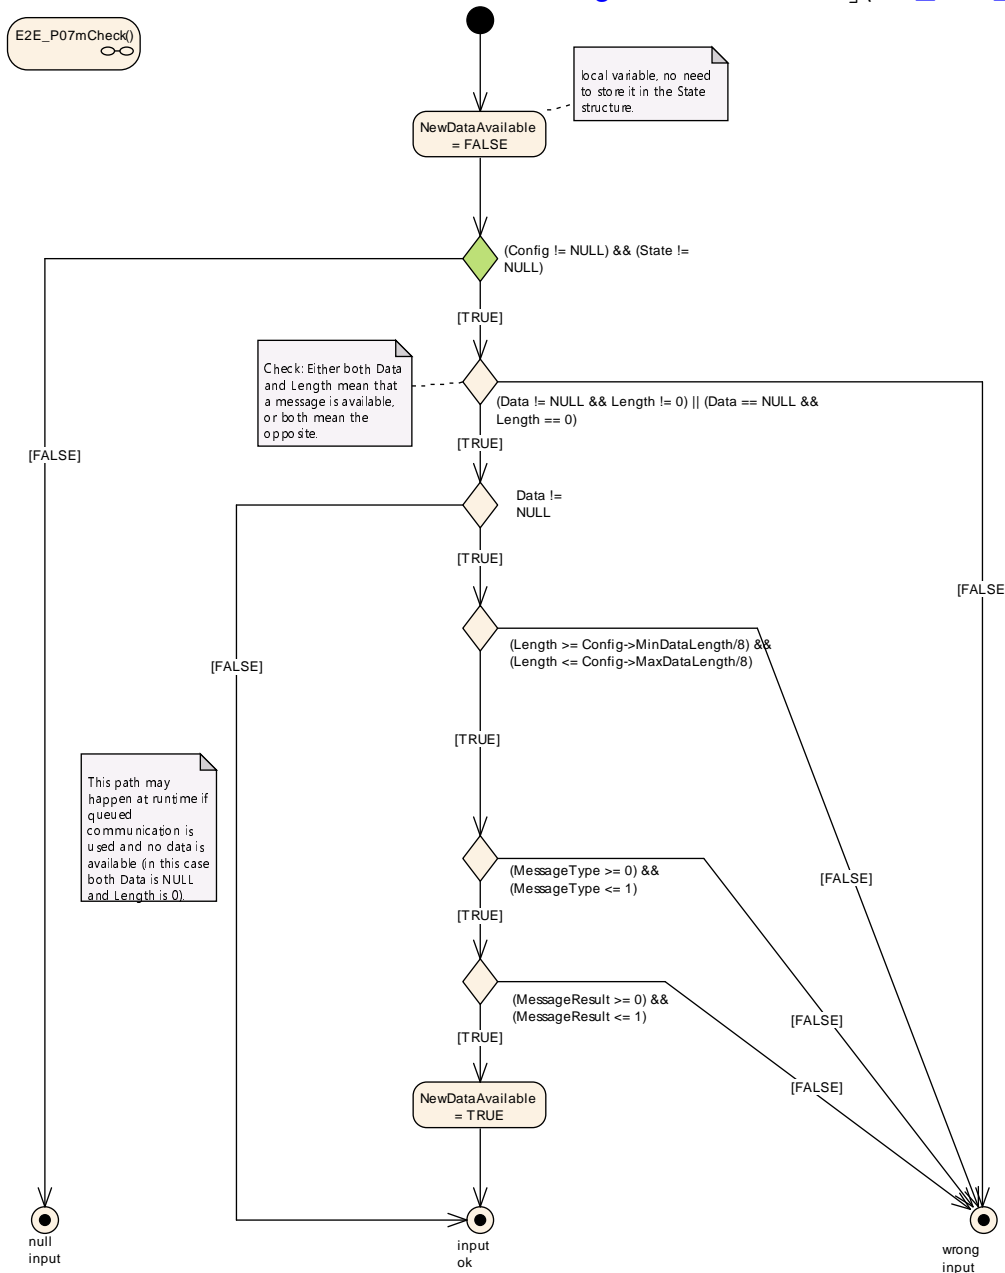 E2E_P07mCheck()
local variable, no need
to store it in the State
structure.
NewDataAvailable
= FALSE
(Config != NULL) && (State !=
NULL)
[TRUE]
Check: Either both Data
and Length mean that
a message is available,
or both mean the
opposite.
(Data != NULL && Length != 0) || (Data == NULL &&
Length == 0)
[TRUE]
[FALSE]
Data !=
NULL
[TRUE]
[FALSE
(Length >= Config->MinDataLength/8) &&
(Length <= Config->MaxDataLength/8)
[FALSE]
[TRUE]
This path may
happen at runtime if
queued
communication is
used and no data is
available (in this case
both Data is NULL
and Length is 0).
(MessageType >= 0) &&
(MessageType <= 1)
[FALSE]
[TRUE]
(MessageResult >= 0) &&
(MessageResult <= 1)
[FALSE]
[TRUE]
[FALSE]
NewDataAvailable
= TRUE
null
input
input
ok
wrong
input